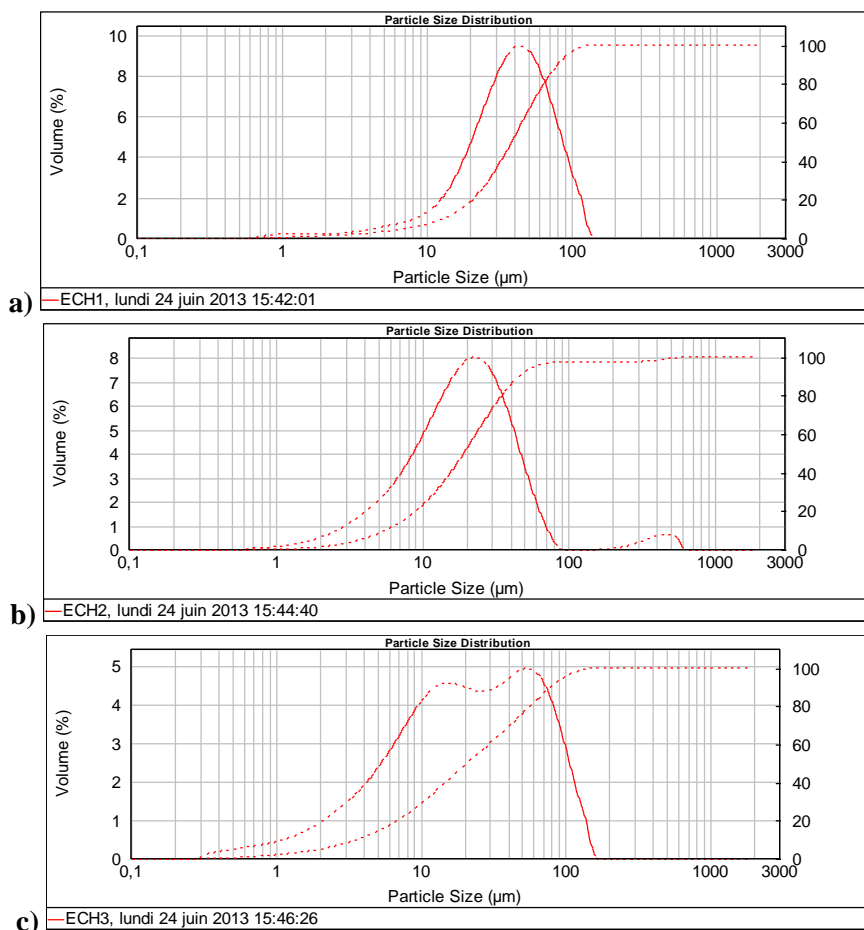 Particle Size Distribution
10
8
6
4
2
0
Volume (%)
100
80
60
40
20
0
0,1 1 10 100 1000 3000
Particle Size (µm)
a) ECH1, lundi 24 juin 2013 15:42:01
Particle Size Distribution
8
7
6
5
4
3
2
1
0
Volume (%)
100
80
60
40
20
0
0,1 1 10 100 1000 3000
Particle Size (µm)
b) ECH2, lundi 24 juin 2013 15:44:40
Particle Size Distribution
5
4
3
2
1
0
Volume (%)
100
80
60
40
20
0
0,1 1 10 100 1000 3000
Particle Size (µm)
c) ECH3, lundi 24 juin 2013 15:46:26